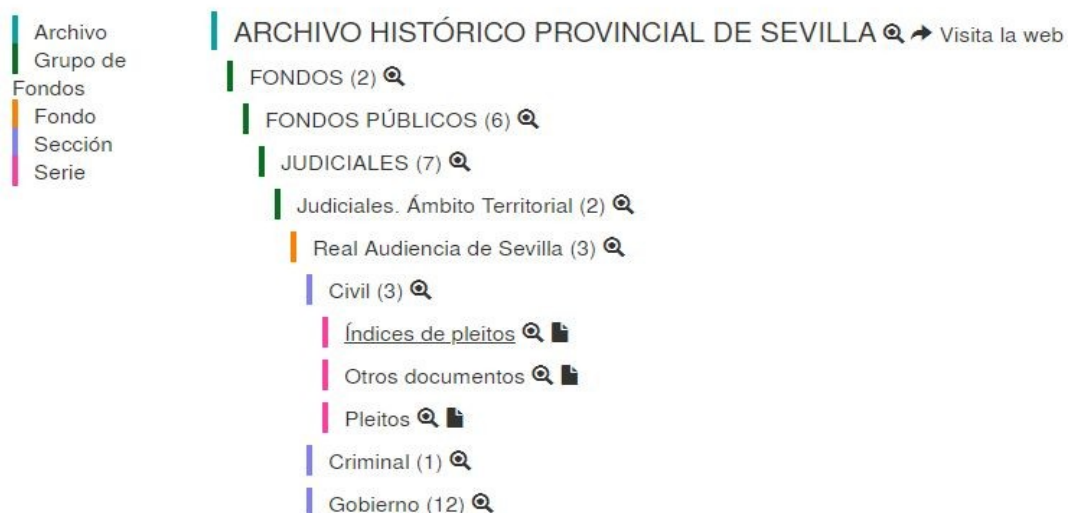 Archivo
Grupo de
Fondos
Fondo
Sección
Serie
ARCHIVO HISTÓRICO PROVINCIAL DE SEVILLA Visita la web
FONDOS (2)
FONDOS PÚBLICOS (6)
JUDICIALES (7)
Judiciales. Ámbito Territorial (2)
Real Audiencia de Sevilla (3)
Civil (3)
Índices de pleitos
Otros documentos
Pleitos
Criminal (1)
Gobierno (12)